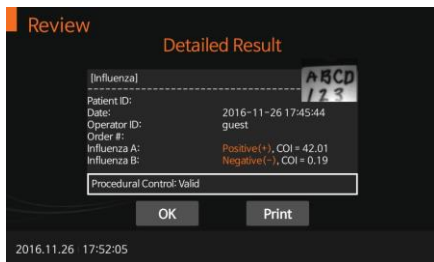 Review
Detailed Result
[Influenza]
ABCD
123
Patient ID:
Date: 2016-11-26 17:45:44
Operator ID: guest
Order #:
Influenza A: Positive(+), COI = 42.01
Influenza B: Negative(-), COI = 0.19
Procedural Control: Valid
OK Print
2016.11.26 17:52:05